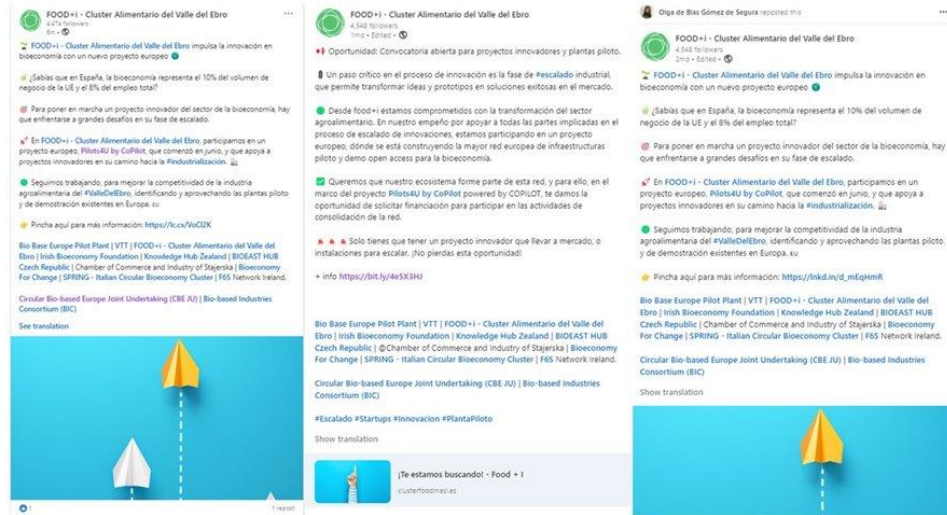 FOOD+i - Cluster Alimentario del Valle del Ebro
4,474 followers
6m • Edited •
FOOD+i - Cluster Alimentario del Valle del Ebro impulsa la innovación en
bioeconomía con un nuevo proyecto europeo
¿Sabías que en España, la bioeconomía representa el 10% del volumen de
negocio de la UE y el 8% del empleo total?
Para poner en marcha un proyecto innovador del sector de la bioeconomía, hay
que enfrentarse a grandes desafíos en su fase de escalado.
En FOOD+i - Cluster Alimentario del Valle del Ebro, participamos en un
proyecto europeo, Pilots4U by CoPilot, que comenzó en junio, y que apoya a
proyectos innovadores en su camino hacia la #industrialización.
Seguimos trabajando, para mejorar la competitividad de la industria
agroalimentaria del #ValleDelEbro, identificando y aprovechando las plantas piloto
y de demostración existentes en Europa. EU
Pincha aquí para más información: https://lc.cx/VoCl2K
Bio Base Europe Pilot Plant | VTT | FOOD+i - Cluster Alimentario del Valle del
Ebro | Irish Bioeconomy Foundation | Knowledge Hub Zealand | BIOEAST HUB
Czech Republic | Chamber of Commerce and Industry of Stajerska | Bioeconomy
For Change | SPRING - Italian Circular Bioeconomy Cluster | F6S Network Ireland.
Circular Bio-based Europe Joint Undertaking (CBE JU) | Bio-based Industries
Consortium (BIC)
See translation
1
1 repost
FOOD+i - Cluster Alimentario del Valle del Ebro
4,548 followers
1mo • Edited •
Oportunidad: Convocatoria abierta para proyectos innovadores y plantas piloto.
Un paso crítico en el proceso de innovación es la fase de #escalado industrial,
que permite transformar ideas y prototipos en soluciones exitosas en el mercado.
Desde food+i estamos comprometidos con la transformación del sector
agroalimentario. En nuestro empeño por apoyar a todas las partes implicadas en el
proceso de escalado de innovaciones, estamos participando en un proyecto
europeo, dónde se está construyendo la mayor red europea de infraestructuras
piloto y demo open access para la bioeconomía.
Queremos que nuestro ecosistema forme parte de esta red, y para ello, en el
marco del proyecto Pilots4U by CoPilot powered by COPILOT, te damos la
oportunidad de solicitar financiación para participar en las actividades de
consolidación de la red.
Solo tienes que tener un proyecto innovador que llevar a mercado, o
instalaciones para escalar. ¡No pierdas esta oportunidad!
+ info https://bit.ly/4eSX3HJ
Bio Base Europe Pilot Plant | VTT | FOOD+i - Cluster Alimentario del Valle del
Ebro | Irish Bioeconomy Foundation | Knowledge Hub Zealand | BIOEAST HUB
Czech Republic | @Chamber of Commerce and Industry of Stajerska | Bioeconomy
For Change | SPRING - Italian Circular Bioeconomy Cluster | F6S Network Ireland.
Circular Bio-based Europe Joint Undertaking (CBE JU) | Bio-based Industries
Consortium (BIC)
#Escalado #Startups #Innovacion #PlantaPiloto
Show translation
¡Te estamos buscando! - Food + I
clusterfoodmasi.es
Olga de Blas Gómez de Segura reposted this
FOOD+i - Cluster Alimentario del Valle del Ebro
4,548 followers
2mo • Edited •
FOOD+i - Cluster Alimentario del Valle del Ebro impulsa la innovación en
bioeconomía con un nuevo proyecto europeo
¿Sabías que en España, la bioeconomía representa el 10% del volumen de
negocio de la UE y el 8% del empleo total?
Para poner en marcha un proyecto innovador del sector de la bioeconomía, hay
que enfrentarse a grandes desafíos en su fase de escalado.
En FOOD+i - Cluster Alimentario del Valle del Ebro, participamos en un
proyecto europeo, Pilots4U by CoPilot, que comenzó en junio, y que apoya a
proyectos innovadores en su camino hacia la #industrialización.
Seguimos trabajando, para mejorar la competitividad de la industria
agroalimentaria del #ValleDelEbro, identificando y aprovechando las plantas piloto
y de demostración existentes en Europa. EU
Pincha aquí para más información: https://lnkd.in/d_mEqHmR
Bio Base Europe Pilot Plant | VTT | FOOD+i - Cluster Alimentario del Valle del
Ebro | Irish Bioeconomy Foundation | Knowledge Hub Zealand | BIOEAST HUB
Czech Republic | Chamber of Commerce and Industry of Stajerska | Bioeconomy
For Change | SPRING - Italian Circular Bioeconomy Cluster | F6S Network Ireland.
Circular Bio-based Europe Joint Undertaking (CBE JU) | Bio-based Industries
Consortium (BIC)
Show translation